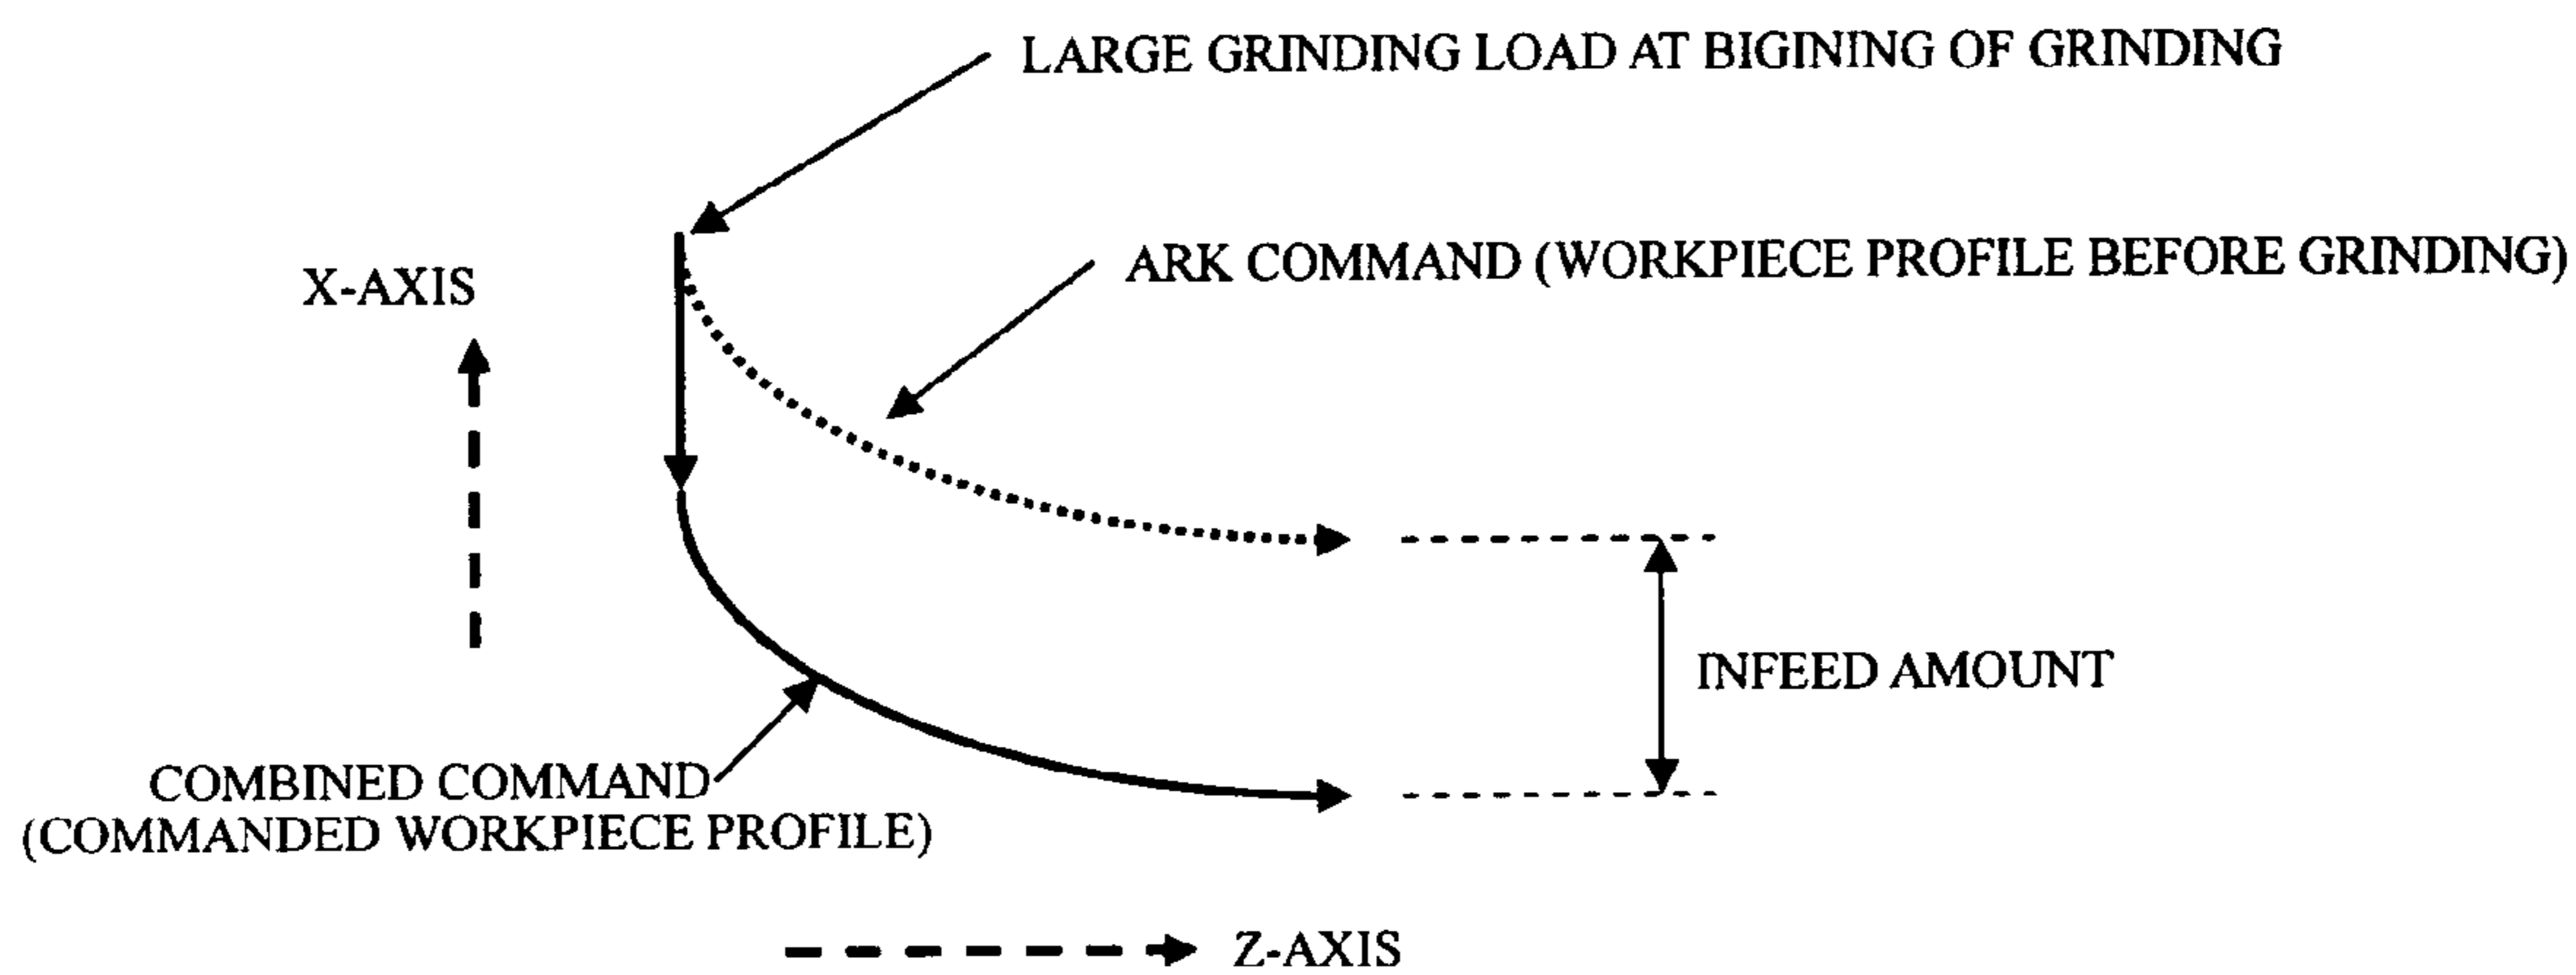 LARGE GRINDING LOAD AT BIGINING OF GRINDING
ARK COMMAND (WORKPIECE PROFILE BEFORE GRINDING)
X-AXIS
INFEED AMOUNT
COMBINED COMMAND
(COMMANDED WORKPIECE PROFILE)
Z-AXIS